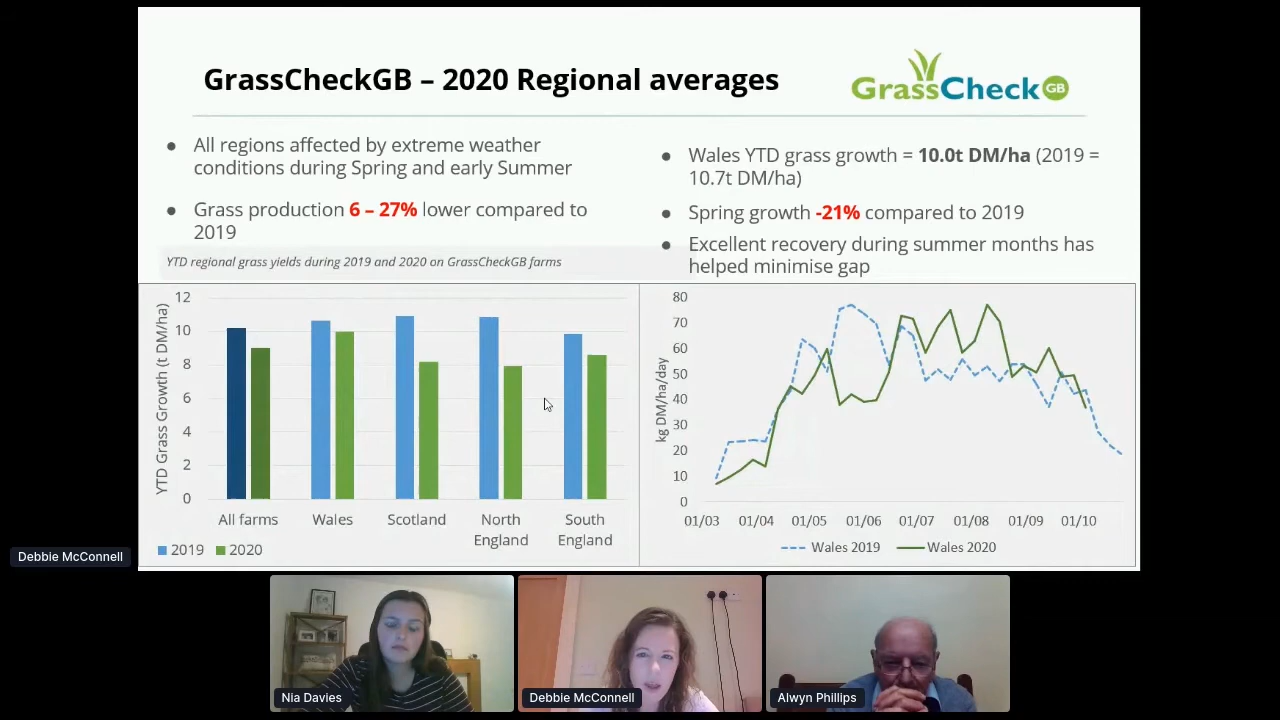 GrassCheckGB – 2020 Regional averages
GrassCheck GB
● All regions affected by extreme weather
conditions during Spring and early Summer
● Grass production 6 – 27% lower compared to
2019
YTD regional grass yields during 2019 and 2020 on GrassCheckGB farms
● Wales YTD grass growth = 10.0t DM/ha (2019 =
10.7t DM/ha)
● Spring growth -21% compared to 2019
● Excellent recovery during summer months has
helped minimise gap
YTD Grass Growth (t DM/ha)
12
10
8
6
4
2
0
All farms
Wales
Scotland
North
England
South
England
2019
2020
kg DM/ha/day
80
70
60
50
40
30
20
10
0
01/03
01/04
01/05
01/06
01/07
01/08
01/09
01/10
Wales 2019
Wales 2020
Debbie McConnell
Nia Davies
Debbie McConnell
Alwyn Phillips